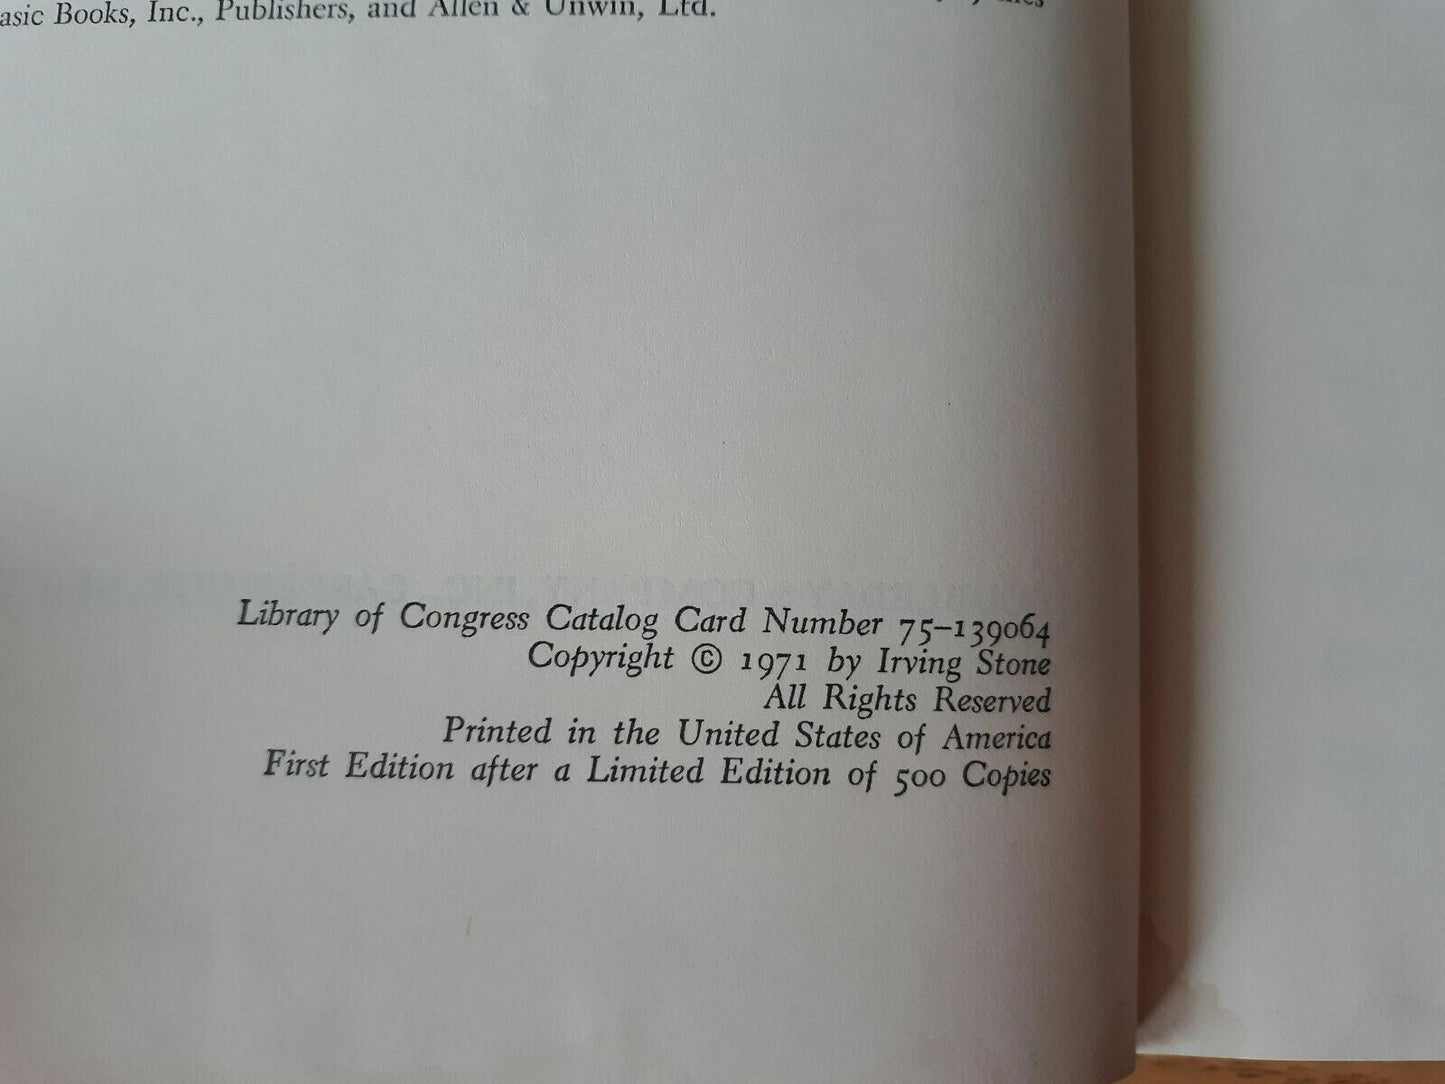 asic Books, Inc., Publishers, and Allen & Unwin, Ltd.
Library of Congress Catalog Card Number 75–139064
Copyright © 1971 by Irving Stone
All Rights Reserved
Printed in the United States of America
First Edition after a Limited Edition of 500 Copies